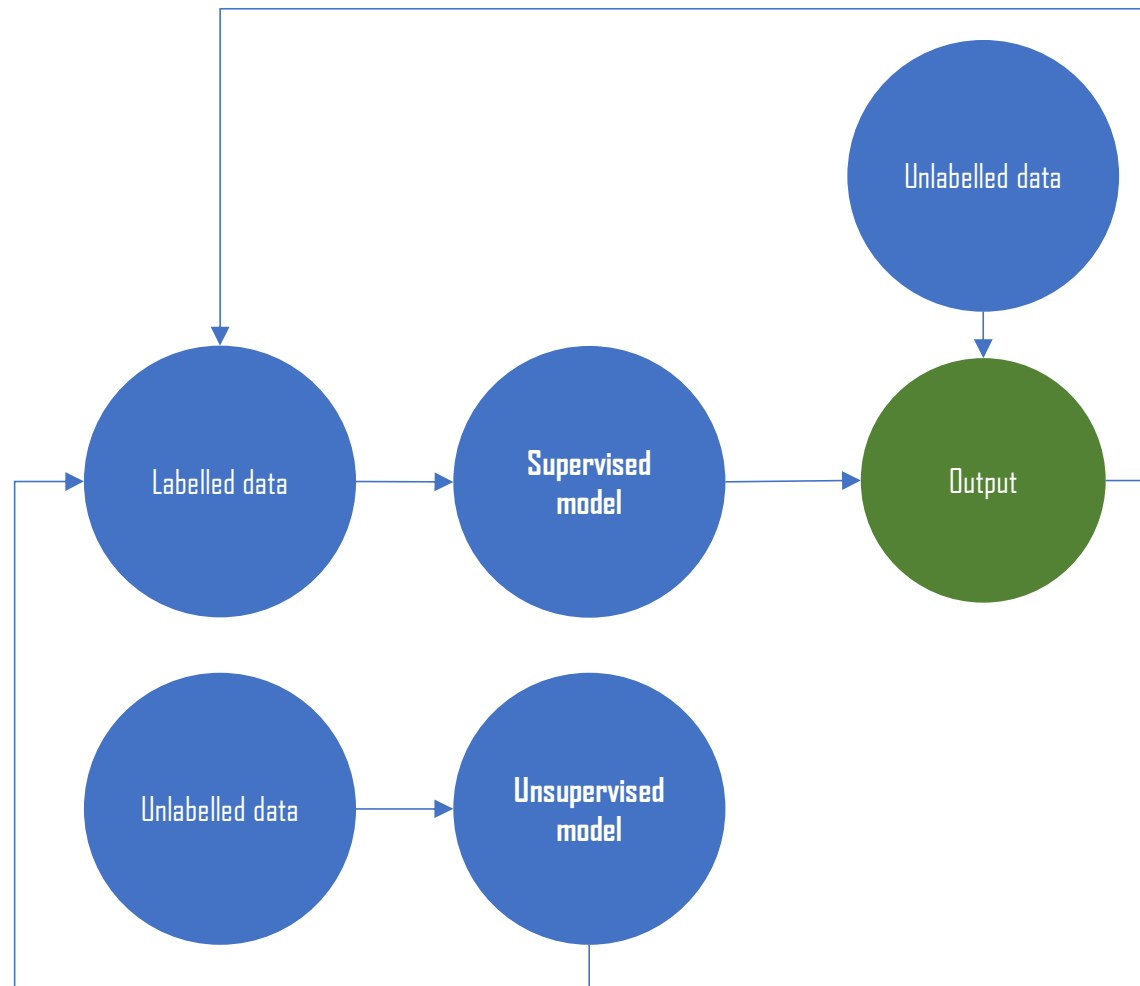 Unlabelled data
Labelled data
Supervised
model
Output
Unlabelled data
Unsupervised
model